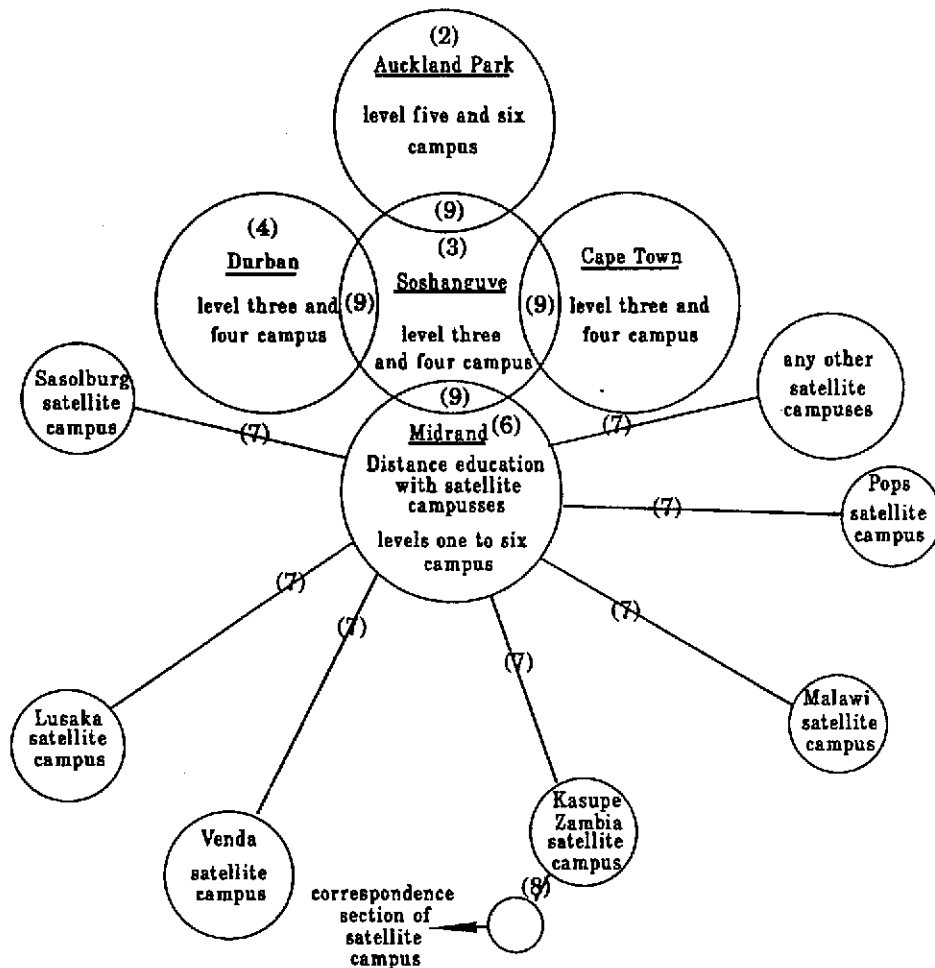 (2)
Auckland Park
level five and six
campus
(9)
(4)
Durban
level three and
four campus
(9)
(3)
Soshanguve
level three
and four campus
(9)
Cape Town
level three and
four campus
Sasolburg
satellite
campus
(7)
(9)
Midrand (6)
Distance education
with satellite
campusses
levels one to six
campus
(7)
any other
satellite
campuses
(7)
Pops
satellite
campus
(7)
Lusaka
satellite
campus
(7)
Venda
satellite
campus
(7)
Kasupe
Zambia
satellite
campus
(7)
Malawi
satellite
campus
(8)
correspondence
section of
satellite
campus